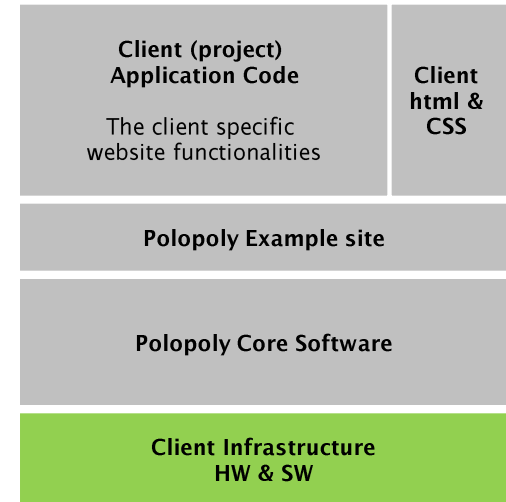 Client (project)
Application Code
The client specific
website functionalities
Client
html &
CSS
Polopoly Example site
Polopoly Core Software
Client Infrastructure
HW & SW